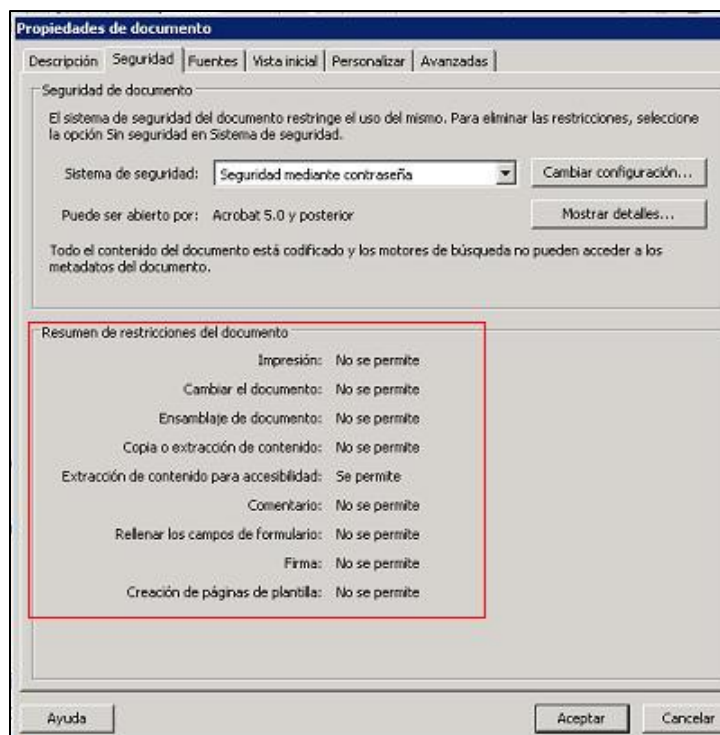 Propiedades de documento
Descripción Seguridad Fuentes Vista inicial Personalizar Avanzadas
Seguridad de documento
El sistema de seguridad del documento restringe el uso del mismo. Para eliminar las restricciones, seleccione
la opción Sin seguridad en Sistema de seguridad.
Sistema de seguridad: Seguridad mediante contraseña Cambiar configuración...
Puede ser abierto por: Acrobat 5.0 y posterior Mostrar detalles...
Todo el contenido del documento está codificado y los motores de búsqueda no pueden acceder a los
metadatos del documento.
Resumen de restricciones del documento
Impresión: No se permite
Cambiar el documento: No se permite
Ensamblaje de documento: No se permite
Copia o extracción de contenido: No se permite
Extracción de contenido para accesibilidad: Se permite
Comentario: No se permite
Rellenar los campos de formulario: No se permite
Firma: No se permite
Creación de páginas de plantilla: No se permite
Ayuda Aceptar Cancelar